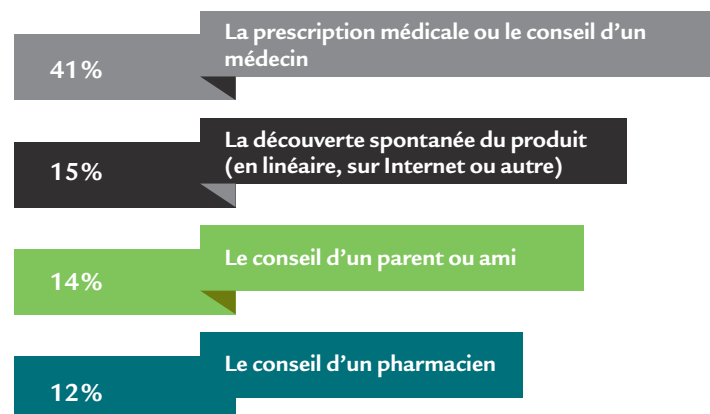 La prescription médicale ou le conseil d'un
médecin
41%
La découverte spontanée du produit
(en linéaire, sur Internet ou autre)
15%
Le conseil d'un parent ou ami
14%
Le conseil d'un pharmacien
12%